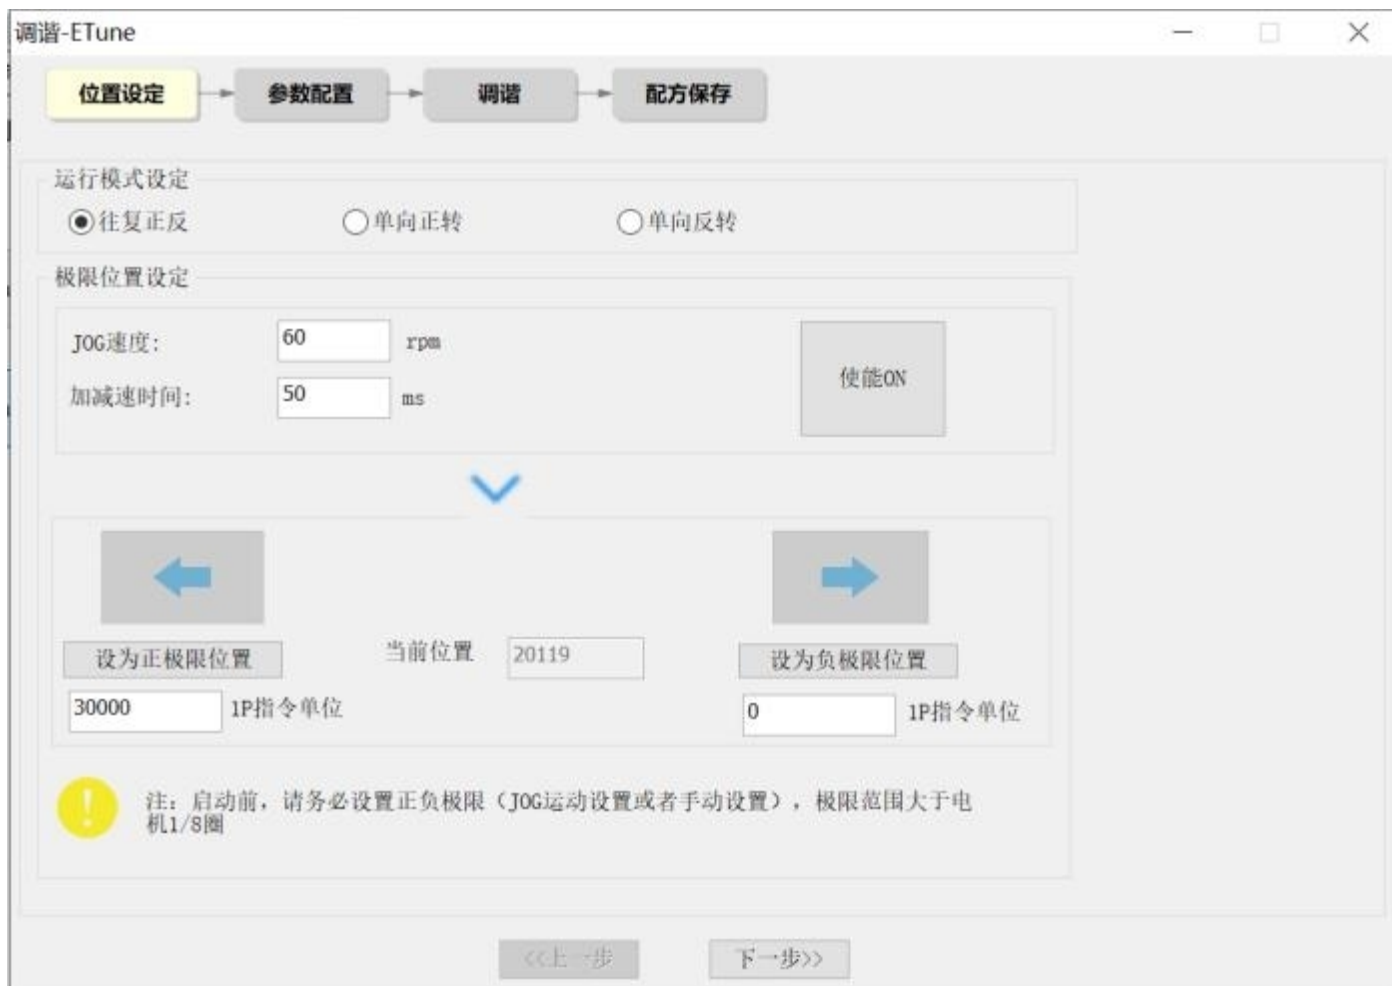 调谐-ETune
位置设定 参数配置 调谐 配方保存
运行模式设定
往复正反 单向正转 单向反转
极限位置设定
JOG速度: 60 rpm
使能ON
加减速时间: 50 ms
当前位置 20119
设为正极限位置 设为负极限位置
30000 1P指令单位 0 1P指令单位
!
注: 启动前, 请务必设置正负极限 (JOG运动设置或者手动设置) , 极限范围大于电
机1/8圈
<<上一步 下一步>>